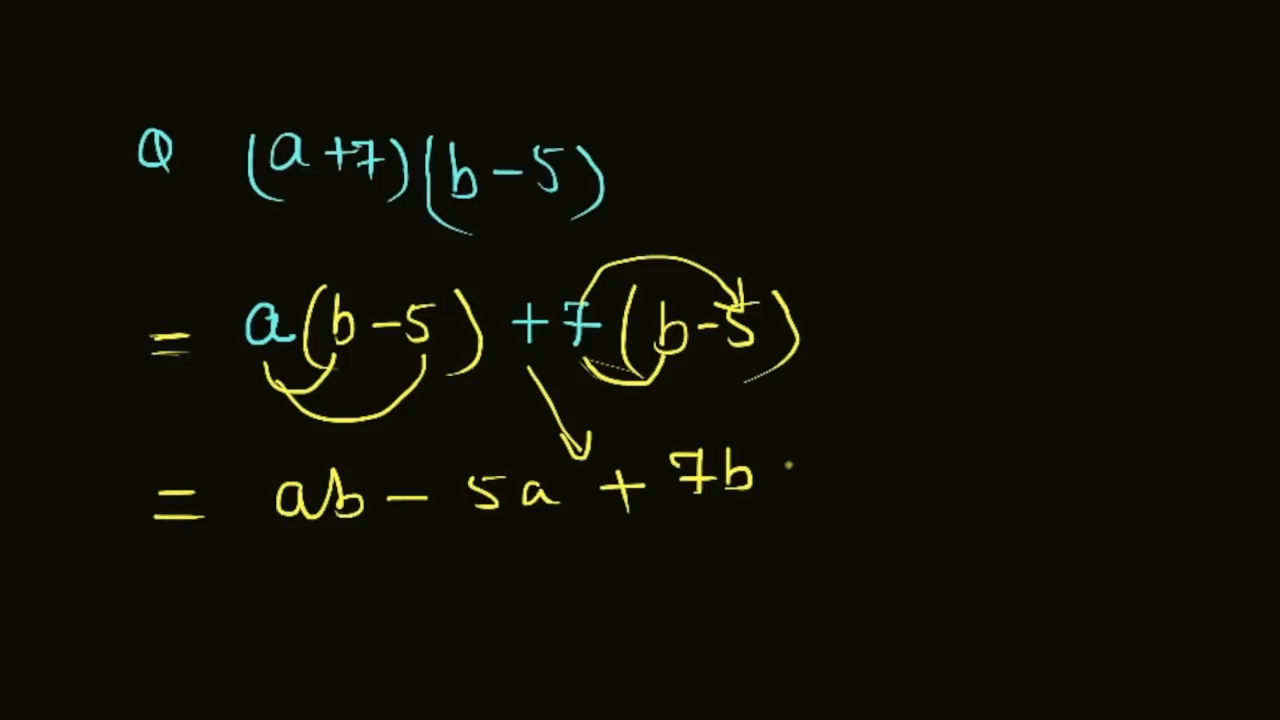 Q (a+7)(b-5)
= a(b-5) +7(b-5)
= ab - 5a + 7b